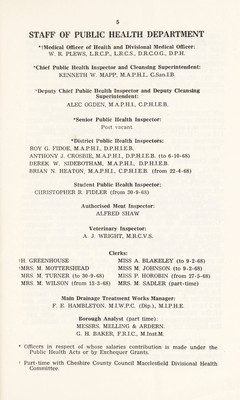 5
STAFF OF PUBLIC HEALTH DEPARTMENT
*†Medical Officer of Health and Divisional Medical Officer:
W. R. PLEWS, L.R.C.P., L.R.C.S., D.R.C.O.G., D.P.H.
*Chief Public Health Inspector and Cleansing Superintendent:
KENNETH W. MAPP, M.A.P.H.I., C.San.I.B.
*Deputy Chief Public Health Inspector and Deputy Cleansing
Superintendent:
ALEC OGDEN, M.A.P.H.I., C.P.H.I.E.B.
*Senior Public Health Inspector:
Post vacant.
*District Public Health Inspectors:
ROY G. FIDOE, M.A.P.H.I., D.P.H.I.E.B.
ANTHONY J. CROSBIE, M.A.P.H.I., D.P.H.I.E.B. (to 6-10-68)
DEREK W. SIDEBOTHAM, M.A.P.H.I., D.P.H.I.E.B.
BRIAN N. HEATON, M.A.P.H.I., C.P.H.I.E.B. (from 22-4-68)
Student Public Health Inspector:
CHRISTOPHER R. FIDLER (from 30-9-68)
Authorised Meat Inspector:
ALFRED SHAW
Veterinary Inspector:
A. J. WRIGHT, M.R.C.V.S.
Clerks:
†H. GREENHOUSE MISS A. BLAKELEY (to 9-2-68)
†MRS. M. MOTTERSHEAD MISS M. JOHNSON (to 9-2-68)
MRS. M. TURNER (to 30-9-68) MISS P. HOROBIN (from 27-5-68)
MRS. M. WILSON (from 12-2-68) MRS. M. SADLER (part-time)
Main Drainage Treatment Works Manager:
F. E. HAMBLETON, M.I.W.P.C. (Dip.), M.I.P.H.E.
Borough Analyst (part time):
MESSRS. MELLING & ARDERN.
G. H. BAKER, F.R.I.C., M.Inst.M.
* Officers in respect of whose salaries contribution is made under the
Public Health Acts or by Exchequer Grants.
† Part-time with Cheshire County Council Macclesfield Divisional Health
Committee.